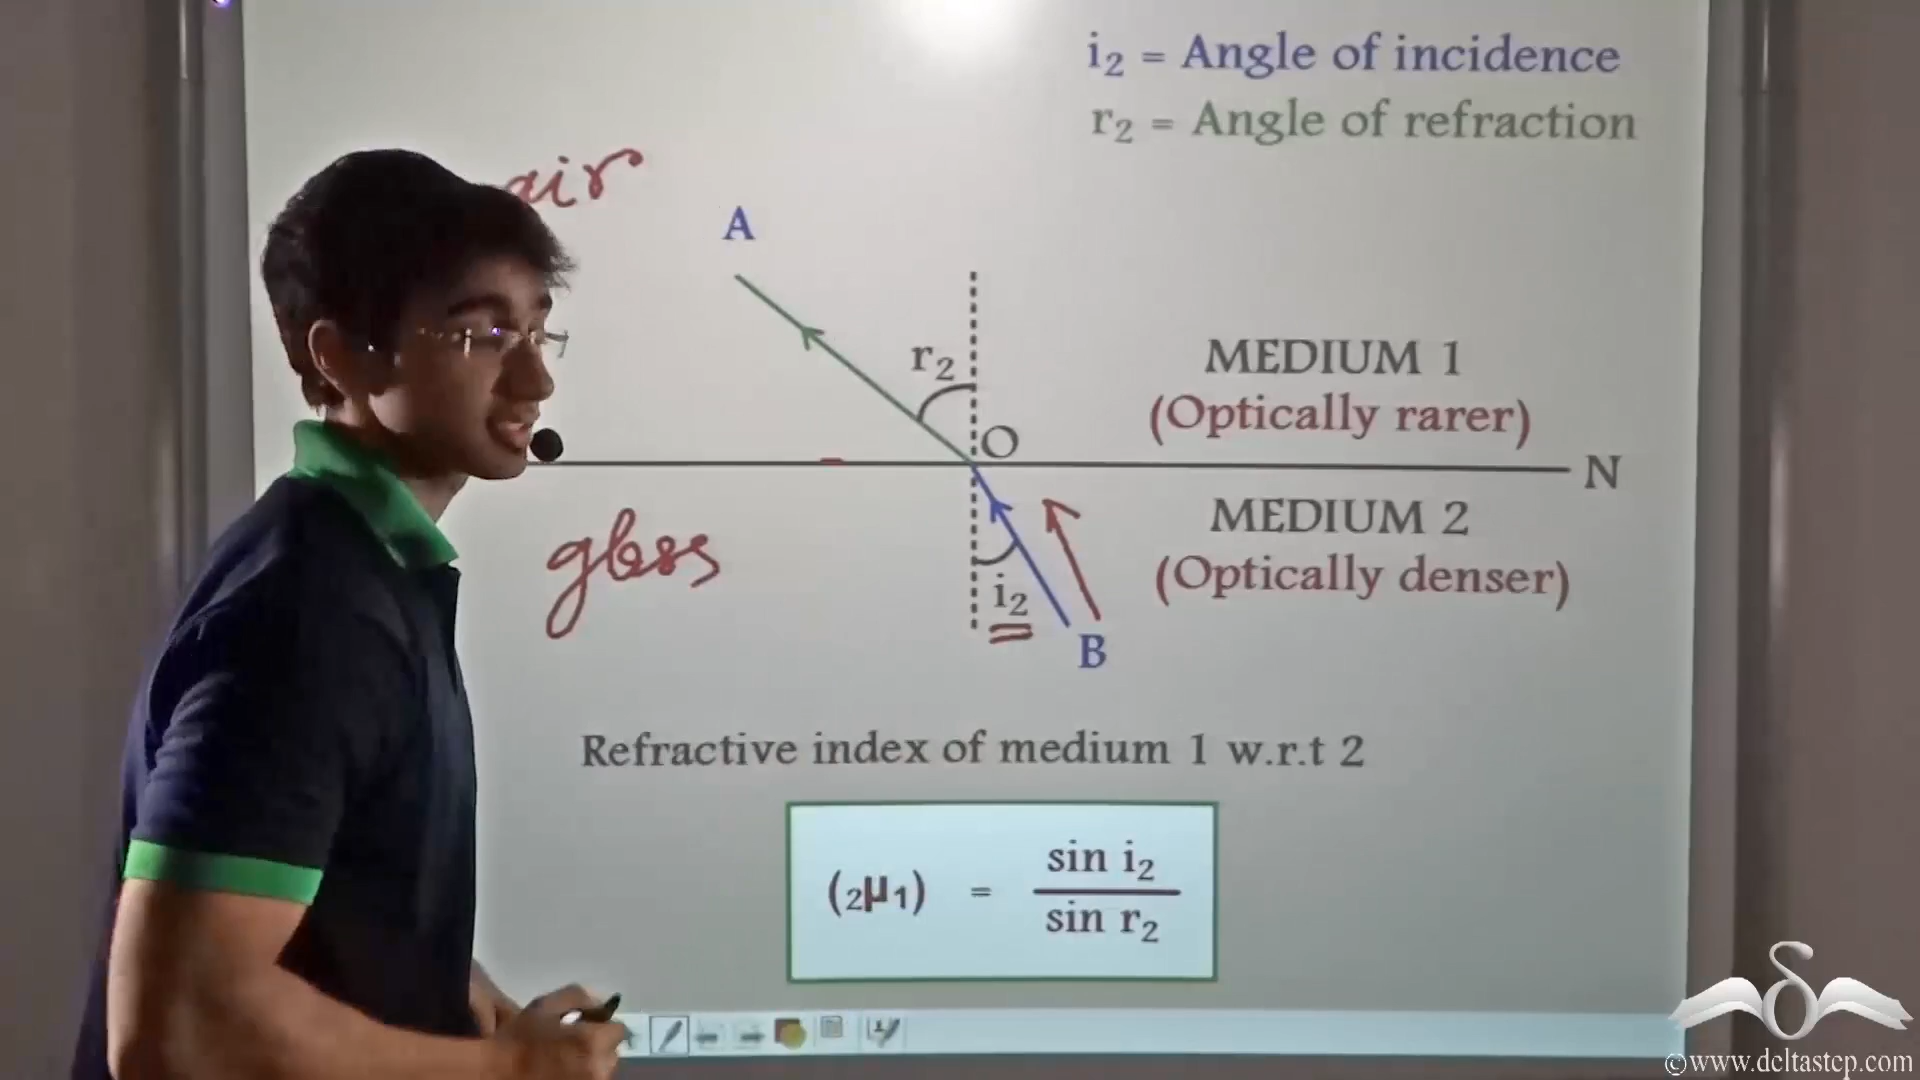 i₂ = Angle of incidence
r₂ = Angle of refraction
air
A
r₂
O
MEDIUM 1
(Optically rarer)
N
glass
MEDIUM 2
(Optically denser)
i₂
B
Refractive index of medium 1 w.r.t 2
(₂μ₁) = sin i₂ / sin r₂
©www.deltastep.com